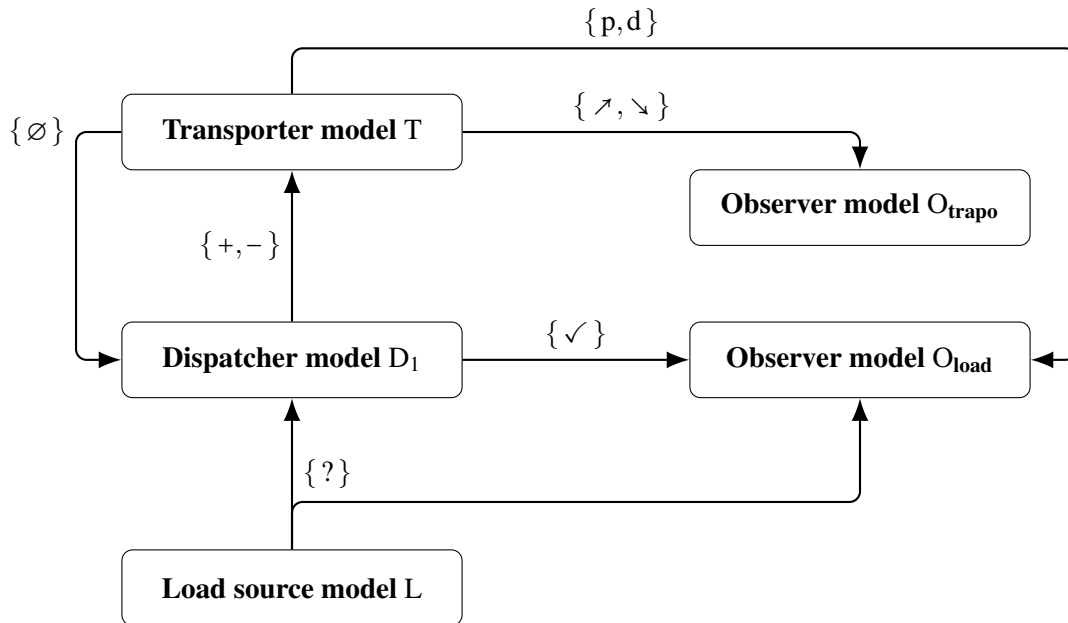 {p,d}
{∅}
Transporter model T
{↗,↘}
Observer model O_trapo
{+,−}
Dispatcher model D₁
{✓}
Observer model O_load
{?}
Load source model L